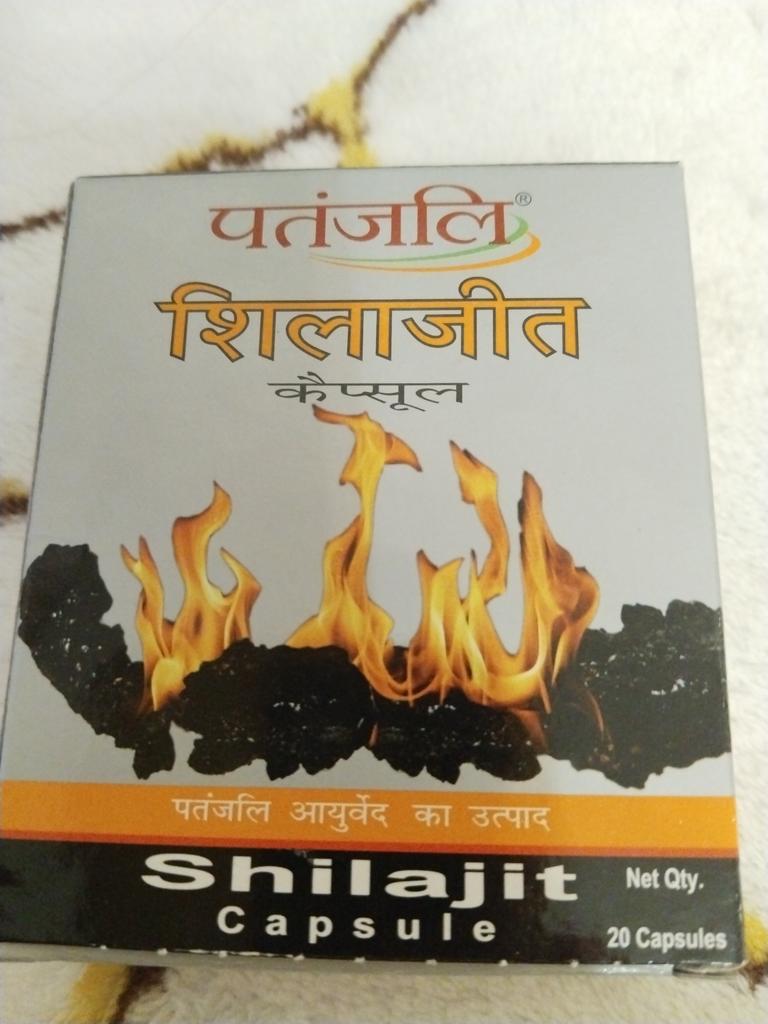 पतंजलि®
शिलाजीत
कैप्सूल
पतंजलि आयुर्वेद का उत्पाद
Shilajit
Capsule
Net Qty.
20 Capsules